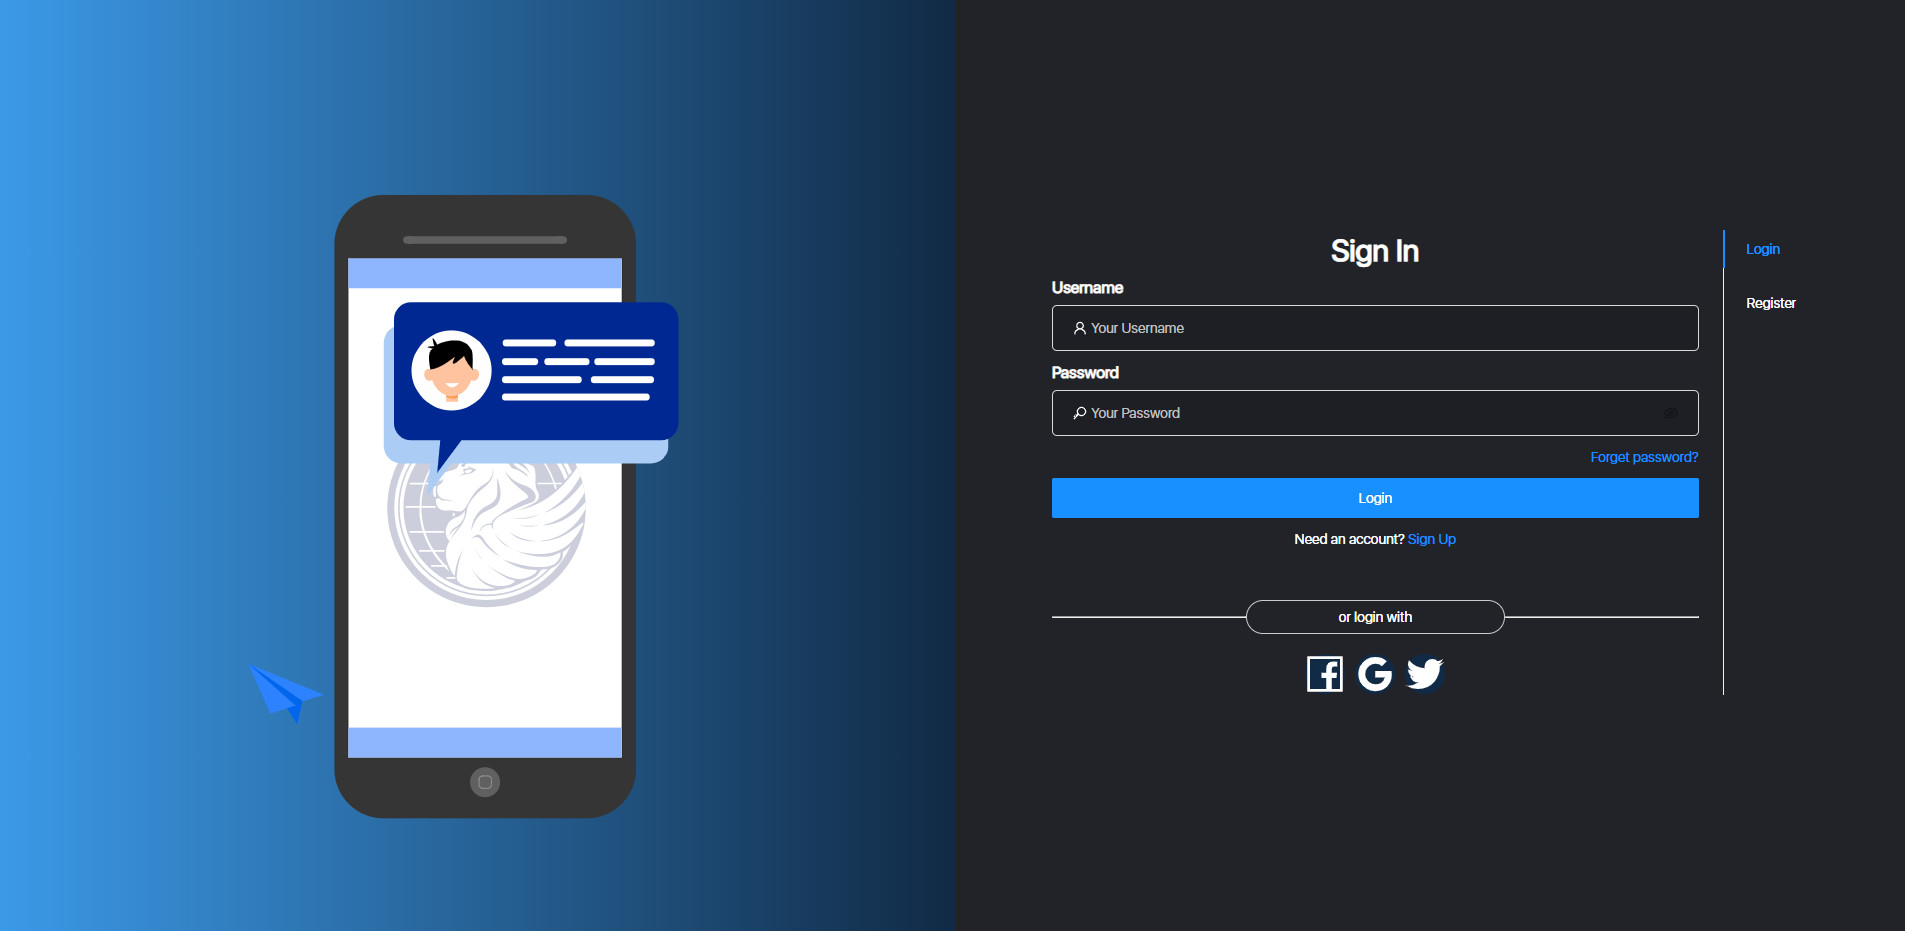 Sign In
Login
Username
Your Username
Register
Password
Your Password
Forget password?
Login
Need an account? Sign Up
or login with